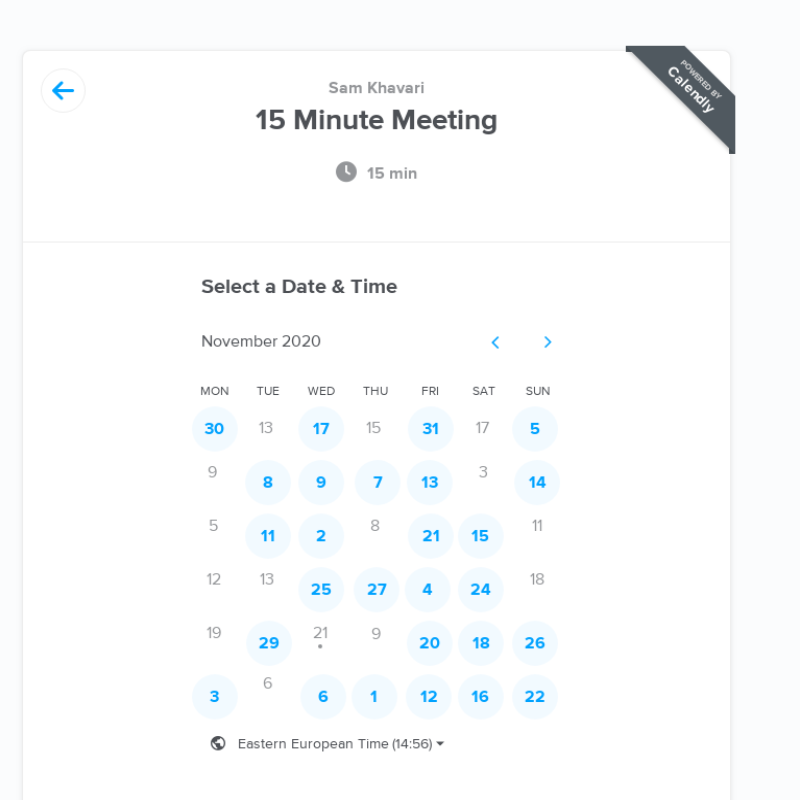 Sam Khavari
15 Minute Meeting
15 min
POWERED BY
Calendly
Select a Date & Time
November 2020
MON TUE WED THU FRI SAT SUN
30 13 17 15 31 17 5
9 8 9 7 13 3 14
5 11 2 8 21 15 11
12 13 25 27 4 24 18
19 29 21 9 20 18 26
3 6 6 1 12 16 22
Eastern European Time (14:56)